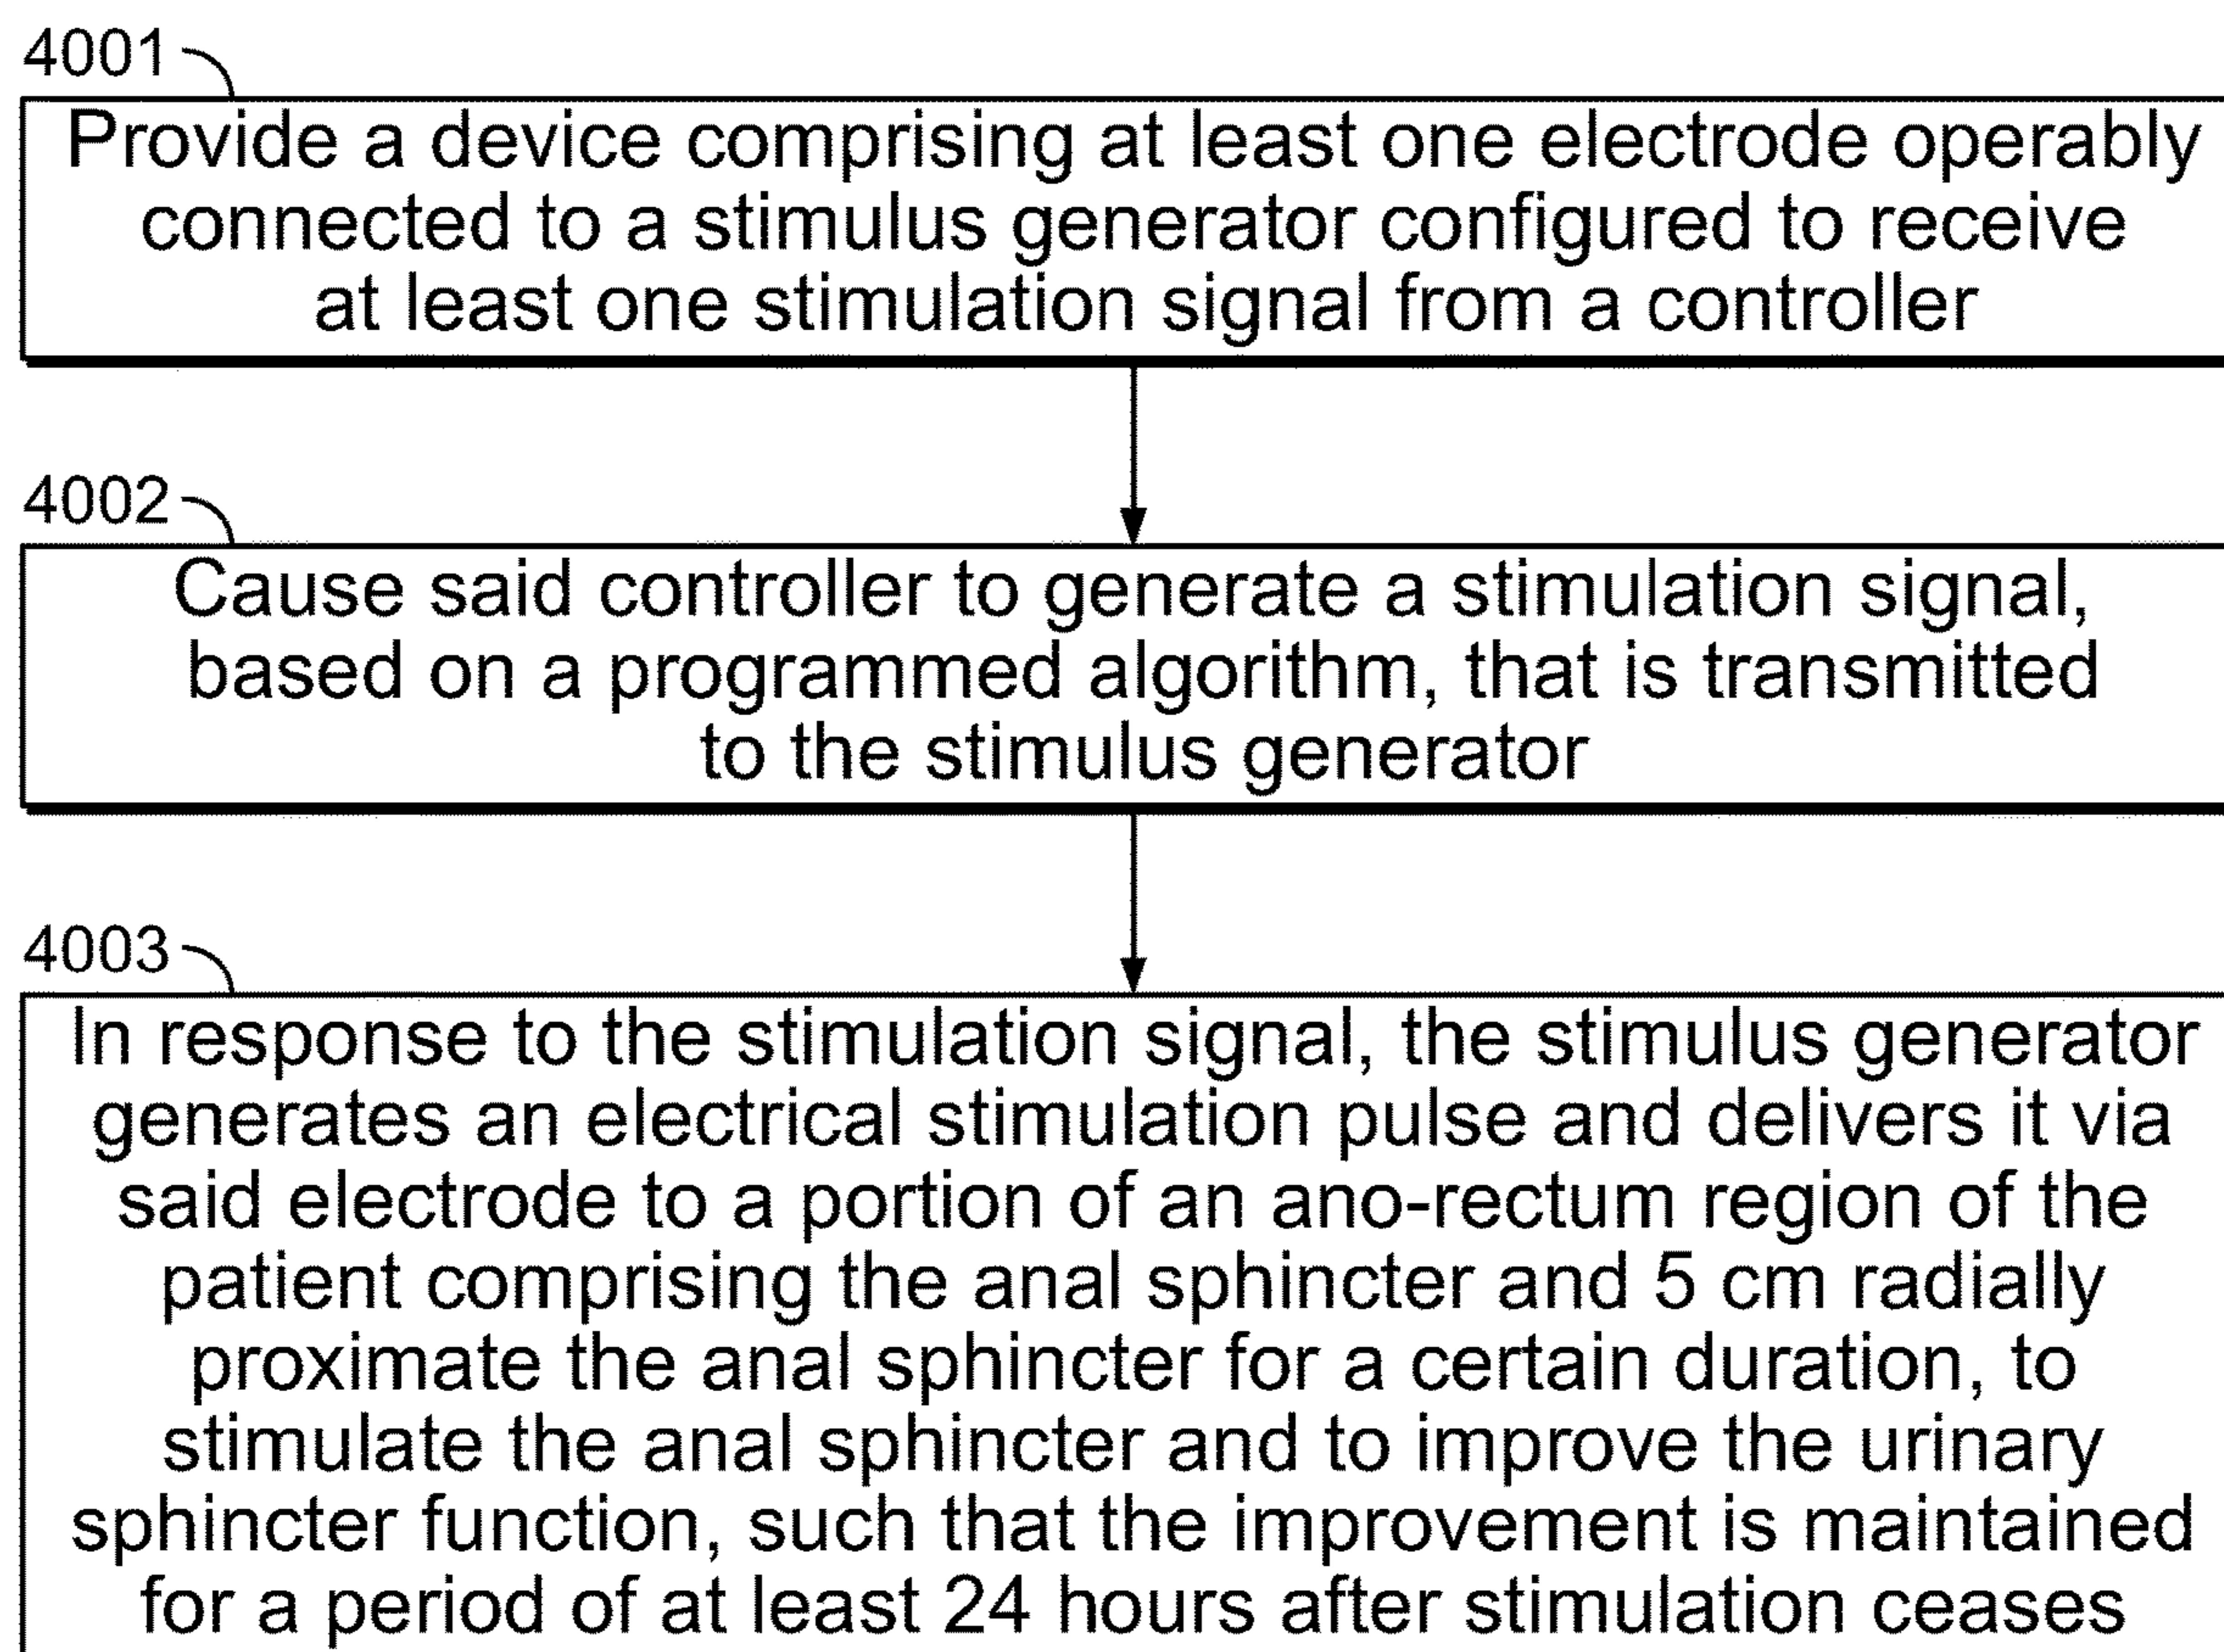 4001
Provide a device comprising at least one electrode operably
connected to a stimulus generator configured to receive
at least one stimulation signal from a controller
4002
Cause said controller to generate a stimulation signal,
based on a programmed algorithm, that is transmitted
to the stimulus generator
4003
In response to the stimulation signal, the stimulus generator
generates an electrical stimulation pulse and delivers it via
said electrode to a portion of an ano-rectum region of the
patient comprising the anal sphincter and 5 cm radially
proximate the anal sphincter for a certain duration, to
stimulate the anal sphincter and to improve the urinary
sphincter function, such that the improvement is maintained
for a period of at least 24 hours after stimulation ceases